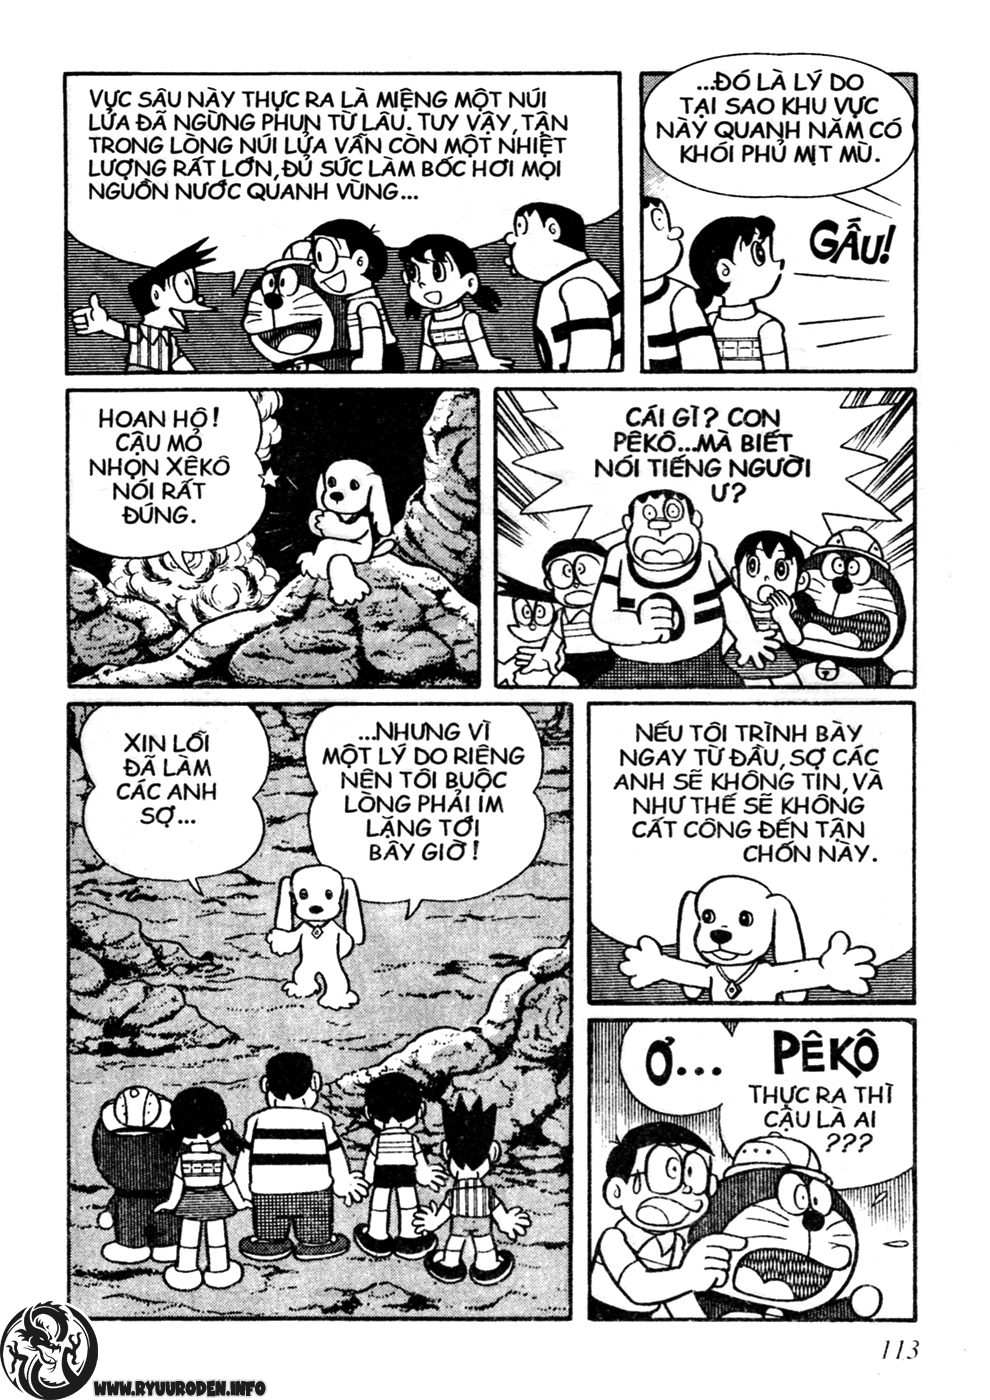 VỰC SÂU NÀY THỰC RA LÀ MIỆNG MỘT NÚI
LỬA ĐÃ NGỪNG PHUN TỪ LÂU. TUY VẬY, TẬN
TRONG LÒNG NÚI LỬA VẪN CÒN MỘT NHIỆT
LƯỢNG RẤT LỚN, ĐỦ SỨC LÀM BỐC HƠI MỌI
NGUỒN NƯỚC QUANH VÙNG...
...ĐÓ LÀ LÝ DO
TẠI SAO KHU VỰC
NÀY QUANH NĂM CÓ
KHÓI PHỦ MỊT MÙ.
GẤU!
HOAN HÔ!
CẬU MỎ
NHỌN XÊKÔ
NÓI RẤT
ĐÚNG.
CÁI GÌ? CON
PÊKÔ...MÀ BIẾT
NÓI TIẾNG NGƯỜI
Ư?
XIN LỖI
ĐÃ LÀM
CÁC ANH
SỢ...
...NHƯNG VÌ
MỘT LÝ DO RIÊNG
NÊN TÔI BUỘC
LÒNG PHẢI IM
LẶNG TỚI
BÂY GIỜ!
NẾU TÔI TRÌNH BÀY
NGAY TỪ ĐẦU, SỢ CÁC
ANH SẼ KHÔNG TIN, VÀ
NHƯ THẾ SẼ KHÔNG
CẤT CÔNG ĐẾN TẬN
CHỐN NÀY.
Ơ...
PÊKÔ
THỰC RA THÌ
CẬU LÀ AI
???
113
WWW.RYUURODEN.INFO